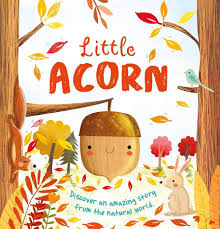 Little
ACORN
Discover an amazing story
from the natural world.